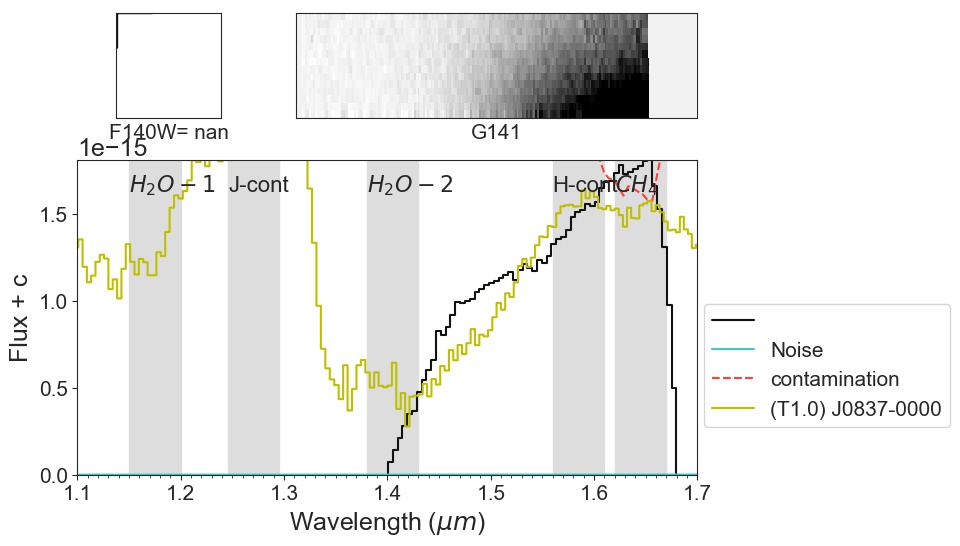 F140W= nan
G141
1e−15
H₂O − 1
J-cont
H₂O − 2
H-cont
CH₄
1.5
1.0
0.5
0.0
Flux + c
1.1
1.2
1.3
1.4
1.5
1.6
1.7
Wavelength (μm)
Noise
contamination
(T1.0) J0837-0000